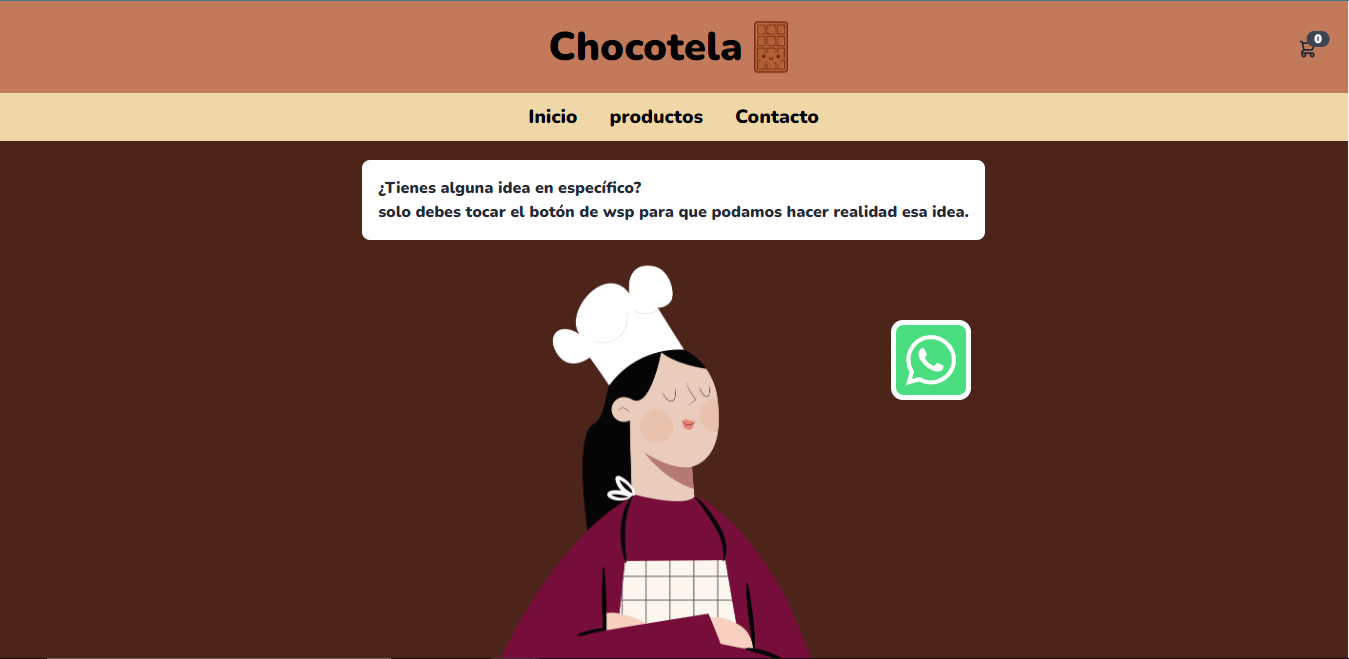 Chocotela
0
Inicio productos Contacto
¿Tienes alguna idea en específico?
solo debes tocar el botón de wsp para que podamos hacer realidad esa idea.